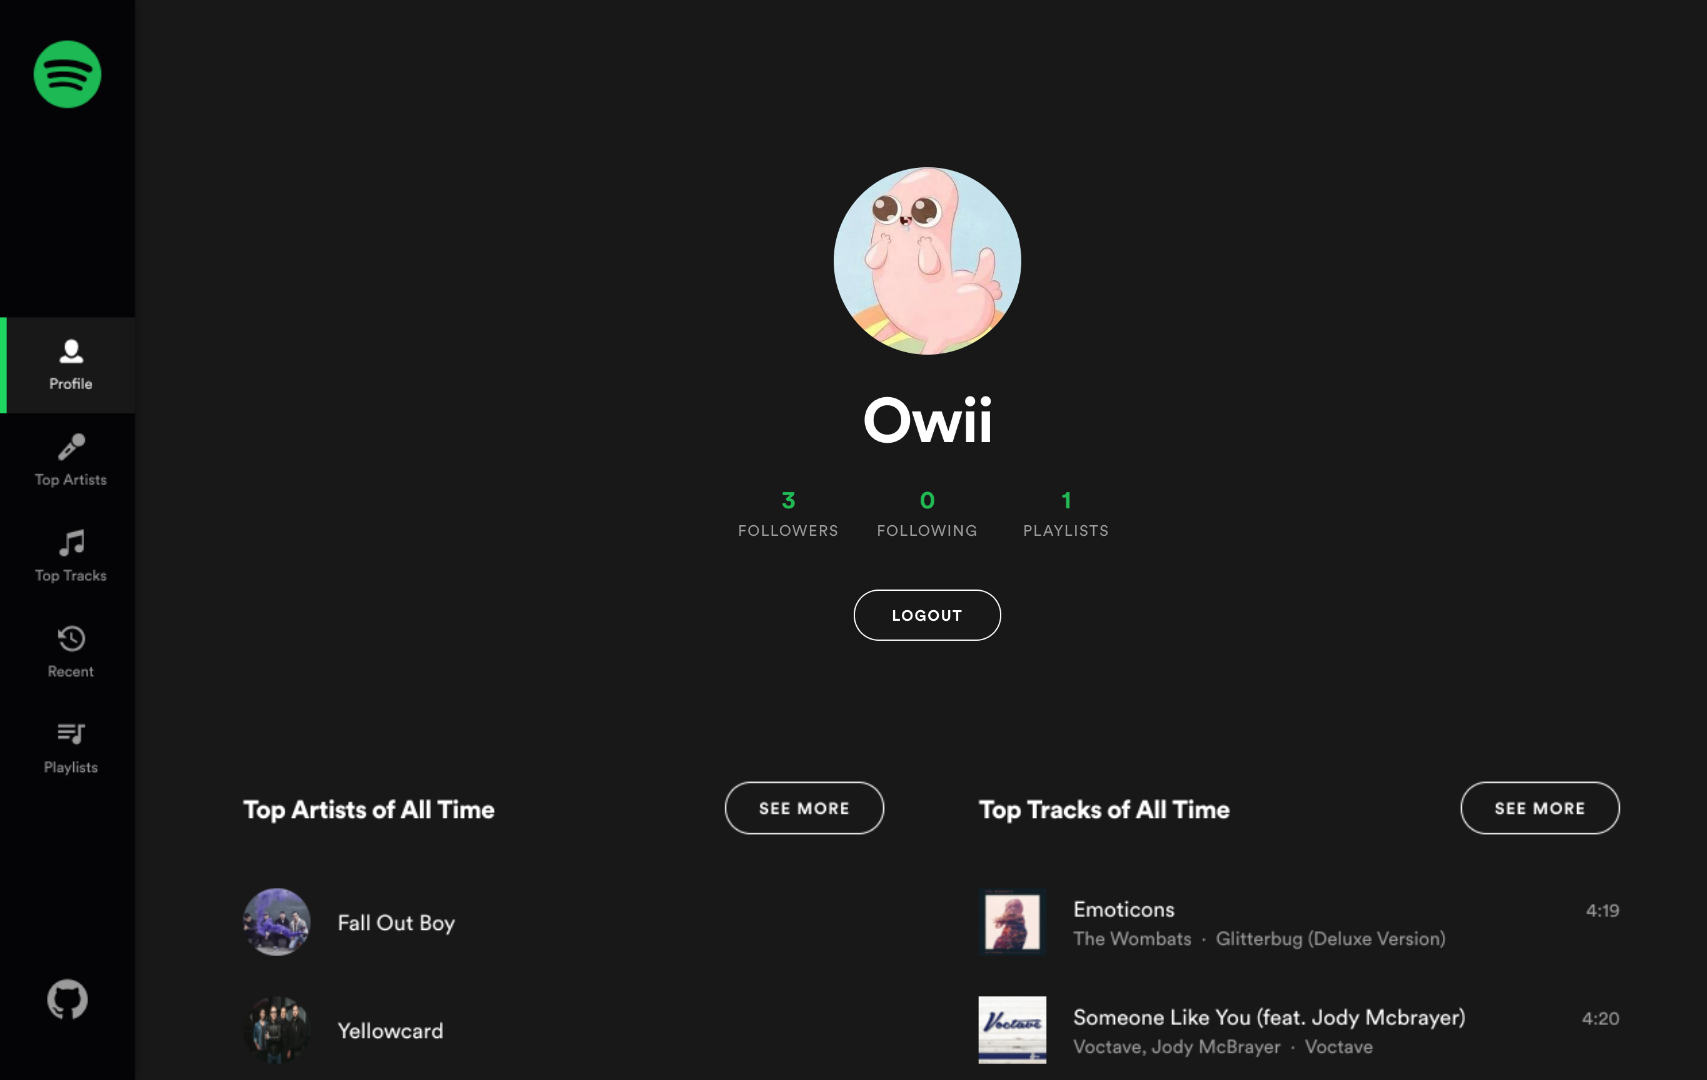 Profile
Top Artists
Top Tracks
Recent
Playlists
Owii
3 0 1
FOLLOWERS FOLLOWING PLAYLISTS
LOGOUT
Top Artists of All Time
SEE MORE
Fall Out Boy
Yellowcard
Top Tracks of All Time
SEE MORE
Emoticons 4:19
The Wombats · Glitterbug (Deluxe Version)
Voctave
Someone Like You (feat. Jody Mcbrayer) 4:20
Voctave, Jody McBrayer · Voctave